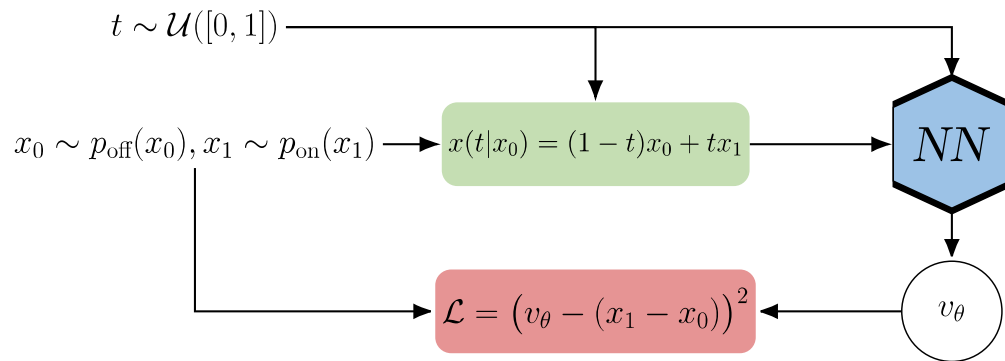 t ∼ 𝒰([0, 1])
x₀ ∼ p_off(x₀), x₁ ∼ p_on(x₁)
x(t|x₀) = (1 − t)x₀ + tx₁
NN
ℒ = (v_θ − (x₁ − x₀))²
v_θ